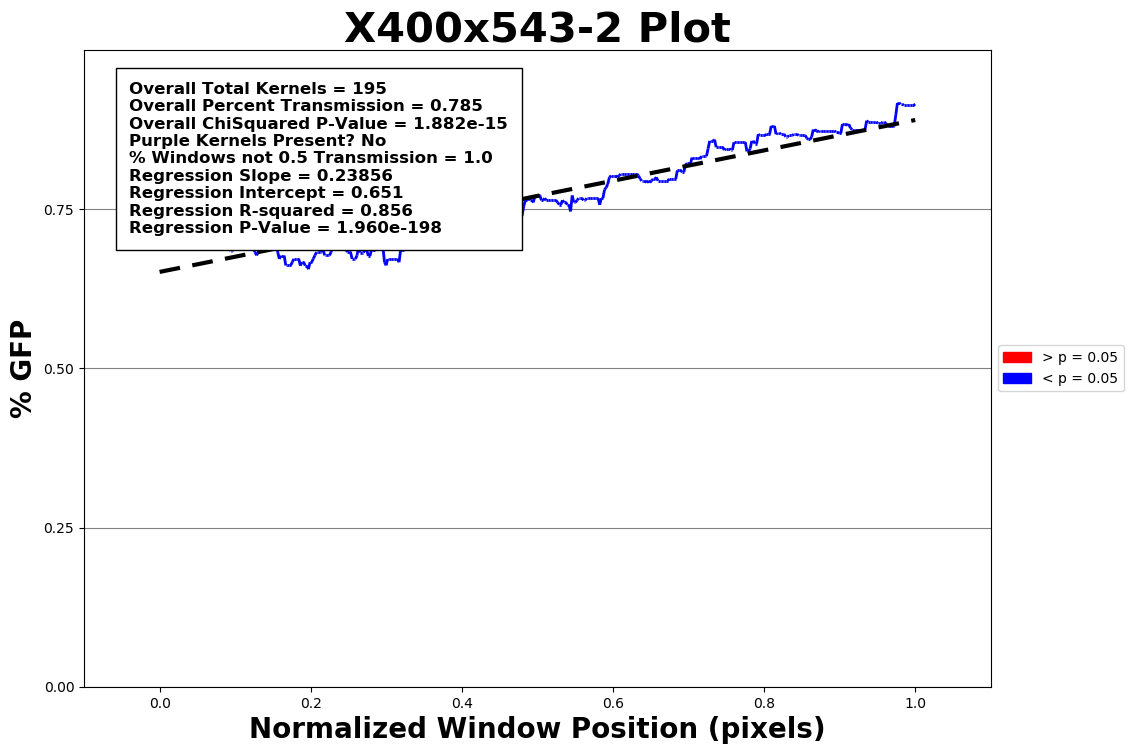 X400x543-2 Plot
Overall Total Kernels = 195
Overall Percent Transmission = 0.785
Overall ChiSquared P-Value = 1.882e-15
Purple Kernels Present? No
% Windows not 0.5 Transmission = 1.0
Regression Slope = 0.23856
Regression Intercept = 0.651
Regression R-squared = 0.856
Regression P-Value = 1.960e-198
% GFP
0.75
0.50
0.25
0.00
> p = 0.05
< p = 0.05
0.0 0.2 0.4 0.6 0.8 1.0
Normalized Window Position (pixels)